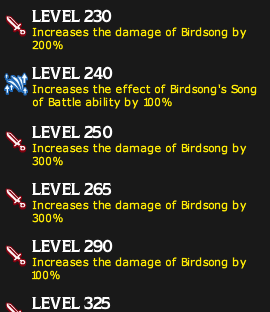 LEVEL 230
Increases the damage of Birdsong by
200%
LEVEL 240
Increases the effect of Birdsong's Song
of Battle ability by 100%
LEVEL 250
Increases the damage of Birdsong by
300%
LEVEL 265
Increases the damage of Birdsong by
300%
LEVEL 290
Increases the damage of Birdsong by
100%
LEVEL 325